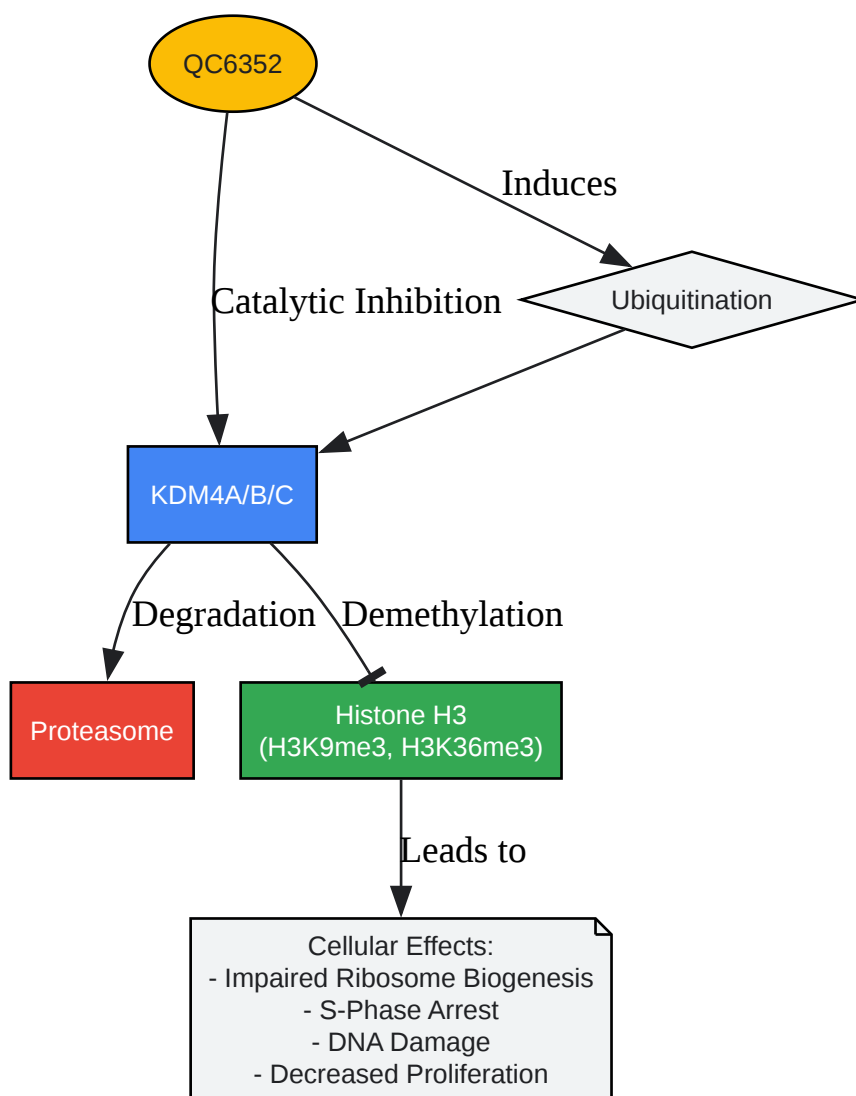 QC6352
Induces
Catalytic Inhibition
Ubiquitination
KDM4A/B/C
Degradation
Demethylation
Proteasome
Histone H3
(H3K9me3, H3K36me3)
Leads to
Cellular Effects:
- Impaired Ribosome Biogenesis
- S-Phase Arrest
- DNA Damage
- Decreased Proliferation